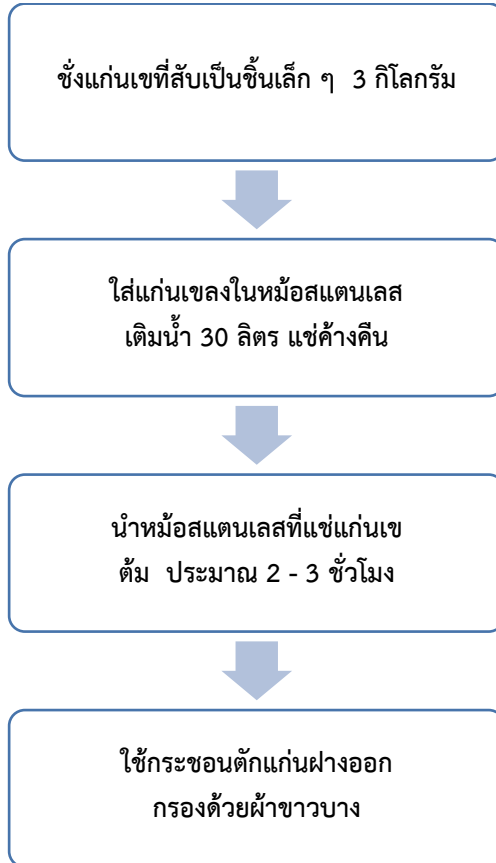 ชั่งแก่นเขที่สับเป็นชิ้นเล็ก ๆ 3 กิโลกรัม
ใส่แก่นเขลงในหม้อสแตนเลส
เติมน้ำ 30 ลิตร แช่ค้างคืน
นำหม้อสแตนเลสที่แช่แก่นเข
ต้ม ประมาณ 2 - 3 ชั่วโมง
ใช้กระชอนตักแก่นฝางออก
กรองด้วยผ้าขาวบาง